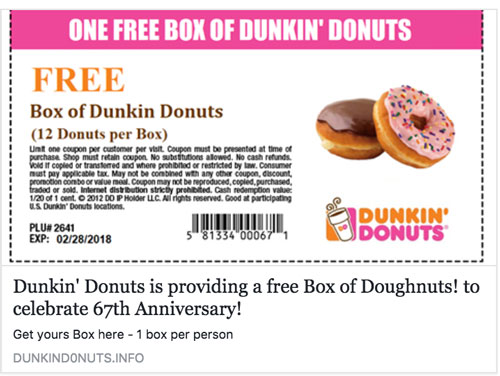 ONE FREE BOX OF DUNKIN' DONUTS
FREE
Box of Dunkin Donuts
(12 Donuts per Box)
Limit one coupon per customer per visit. Coupon must be presented at time of
purchase. Shop must retain coupon. No substitutions allowed. No cash refunds.
Void if copied or transferred and where prohibited or restricted by law. Consumer
must pay applicable tax. May not be combined with any other coupon, discount,
promotion combo or value meal. Coupon may not be reproduced, copied, purchased,
traded or sold. Internet distribution strictly prohibited. Cash redemption value:
1/20 of 1 cent. © 2012 DD IP Holder LLC. All rights reserved. Good at participating
U.S. Dunkin' Donuts locations.
PLU# 2641
EXP: 02/28/2018
5 81334 00067 1
DUNKIN'
DONUTS
Dunkin' Donuts is providing a free Box of Doughnuts! to
celebrate 67th Anniversary!
Get yours Box here - 1 box per person
DUNKIND0NUTS.INFO